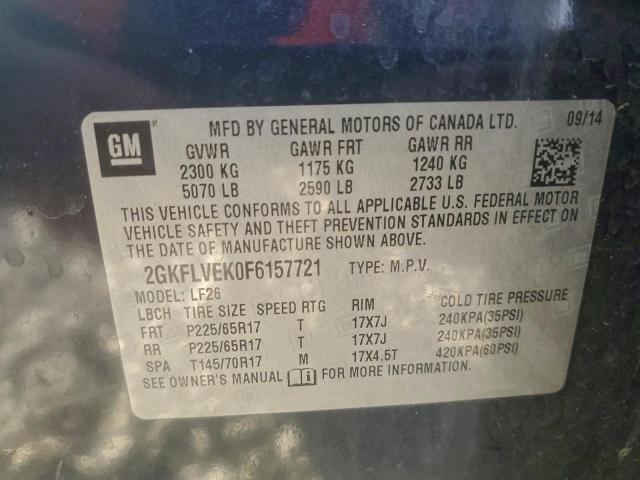 GM
MFD BY GENERAL MOTORS OF CANADA LTD. 09/14
GVWR GAWR FRT GAWR RR
2300 KG 1175 KG 1240 KG
5070 LB 2590 LB 2733 LB
THIS VEHICLE CONFORMS TO ALL APPLICABLE U.S. FEDERAL MOTOR
VEHICLE SAFETY AND THEFT PREVENTION STANDARDS IN EFFECT ON
THE DATE OF MANUFACTURE SHOWN ABOVE.
2GKFLVEK0F6157721 TYPE: M.P.V.
MODEL: LF26
LBCH TIRE SIZE SPEED RTG RIM COLD TIRE PRESSURE
FRT P225/65R17 T 17X7J 240KPA(35PSI)
RR P225/65R17 T 17X7J 240KPA(35PSI)
SPA T145/70R17 M 17X4.5T 420KPA(60PSI)
SEE OWNER'S MANUAL FOR MORE INFORMATION.